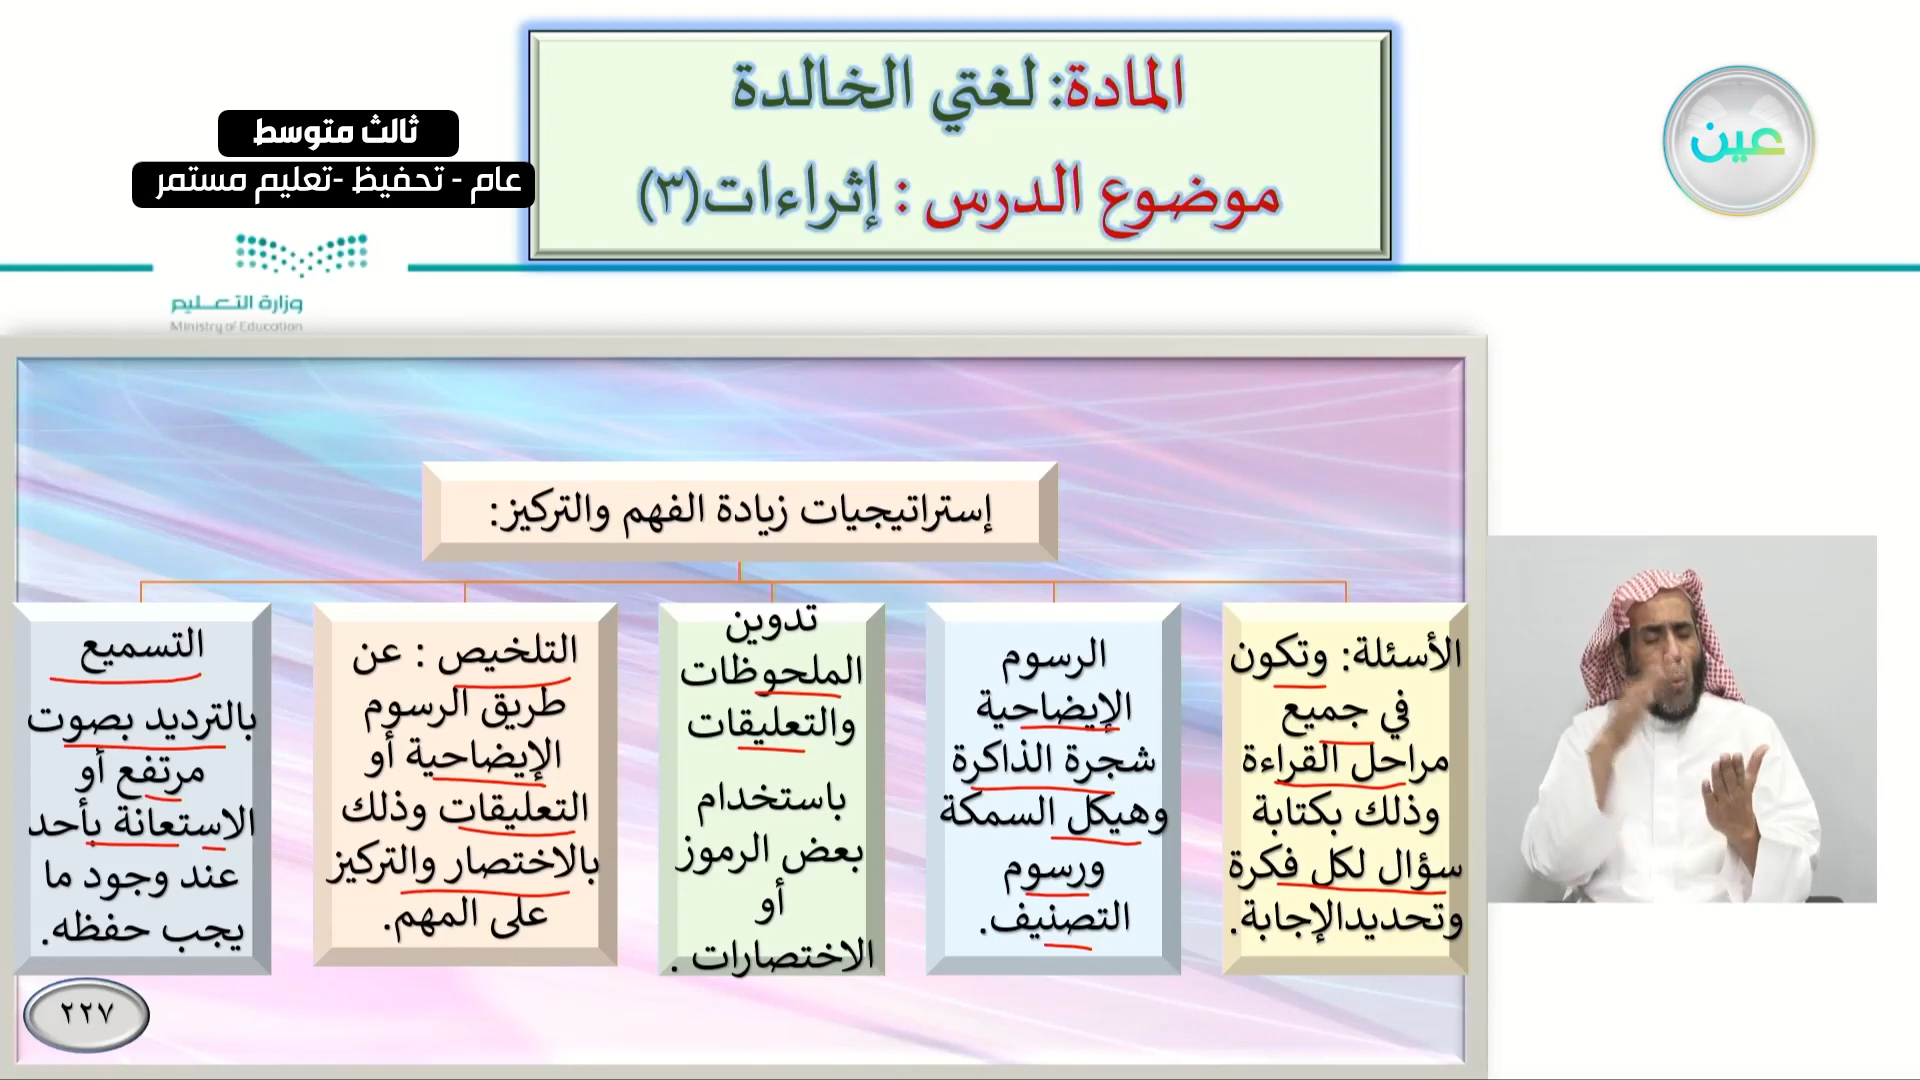 المادة: لغتي الخالدة
موضوع الدرس : إثراءات(٣)
عين
ثالث متوسط
عام - تحفيظ -تعليم مستمر
وزارة التعليم
Ministry of Education
إستراتيجيات زيادة الفهم والتركيز:
الأسئلة: وتكون
في جميع
مراحل القراءة
وذلك بكتابة
سؤال لكل فكرة
وتحديدالإجابة.
الرسوم
الإيضاحية
شجرة الذاكرة
وهيكل السمكة
ورسوم
التصنيف.
تدوين
الملحوظات
والتعليقات
باستخدام
بعض الرموز
أو
الاختصارات .
التلخيص : عن
طريق الرسوم
الإيضاحية أو
التعليقات وذلك
بالاختصار والتركيز
على المهم.
التسميع
بالترديد بصوت
مرتفع أو
الاستعانة بأحد
عند وجود ما
يجب حفظه.
٢٢٧